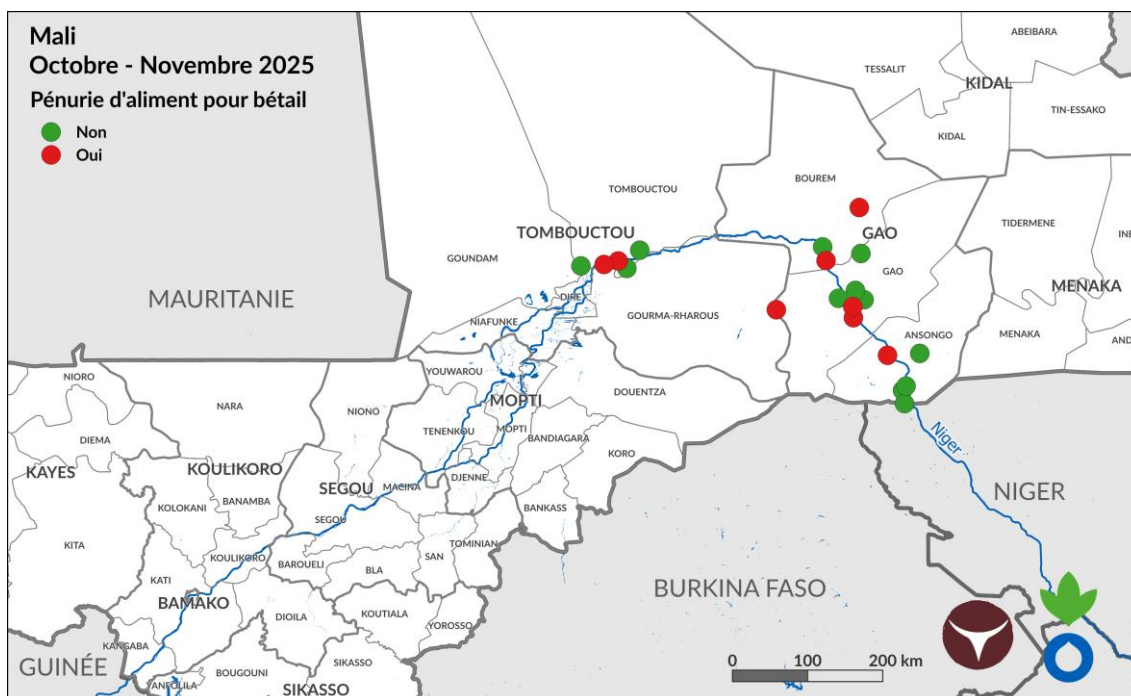 Mali
Octobre - Novembre 2025
Pénurie d'aliment pour bétail
Non
Oui
ABEIBARA
TESSALIT
KIDAL
TIN-ESSAKO
KIDAL
TOMBOUCTOU
BOUREM
TIDERMENE
TOMBOUCTOU
GAO
GOUNDAM
GAO
MENAKA
MAURITANIE
DIRE
NIAFUNKE
GOURMA-RHAROUS
ANSONGO
MENAKA
AND
NIORO
YOUWAROU
NARA
NIONO
MOPTI
DOUENTZA
DIEMA
TENENKOU
MOPTI
BANDIAGARA
Niger
KAYES
KOULIKORO
SEGOU
MACINA
DJENNE
KORO
NIGER
BANAMBA
KOLOKANI
SEGOU
BANKASS
KITA
KOULIKORO
TOMINIAN
BAROUELI
SAN
BLA
KATI
BURKINA FASO
BAMAKO
DIOILA
KOUTIALA
YOROSSO
KANGABA
GUINÉE
SIKASSO
BOUGOUNI
YANFOLILA
SIKASSO
0 100 200 km